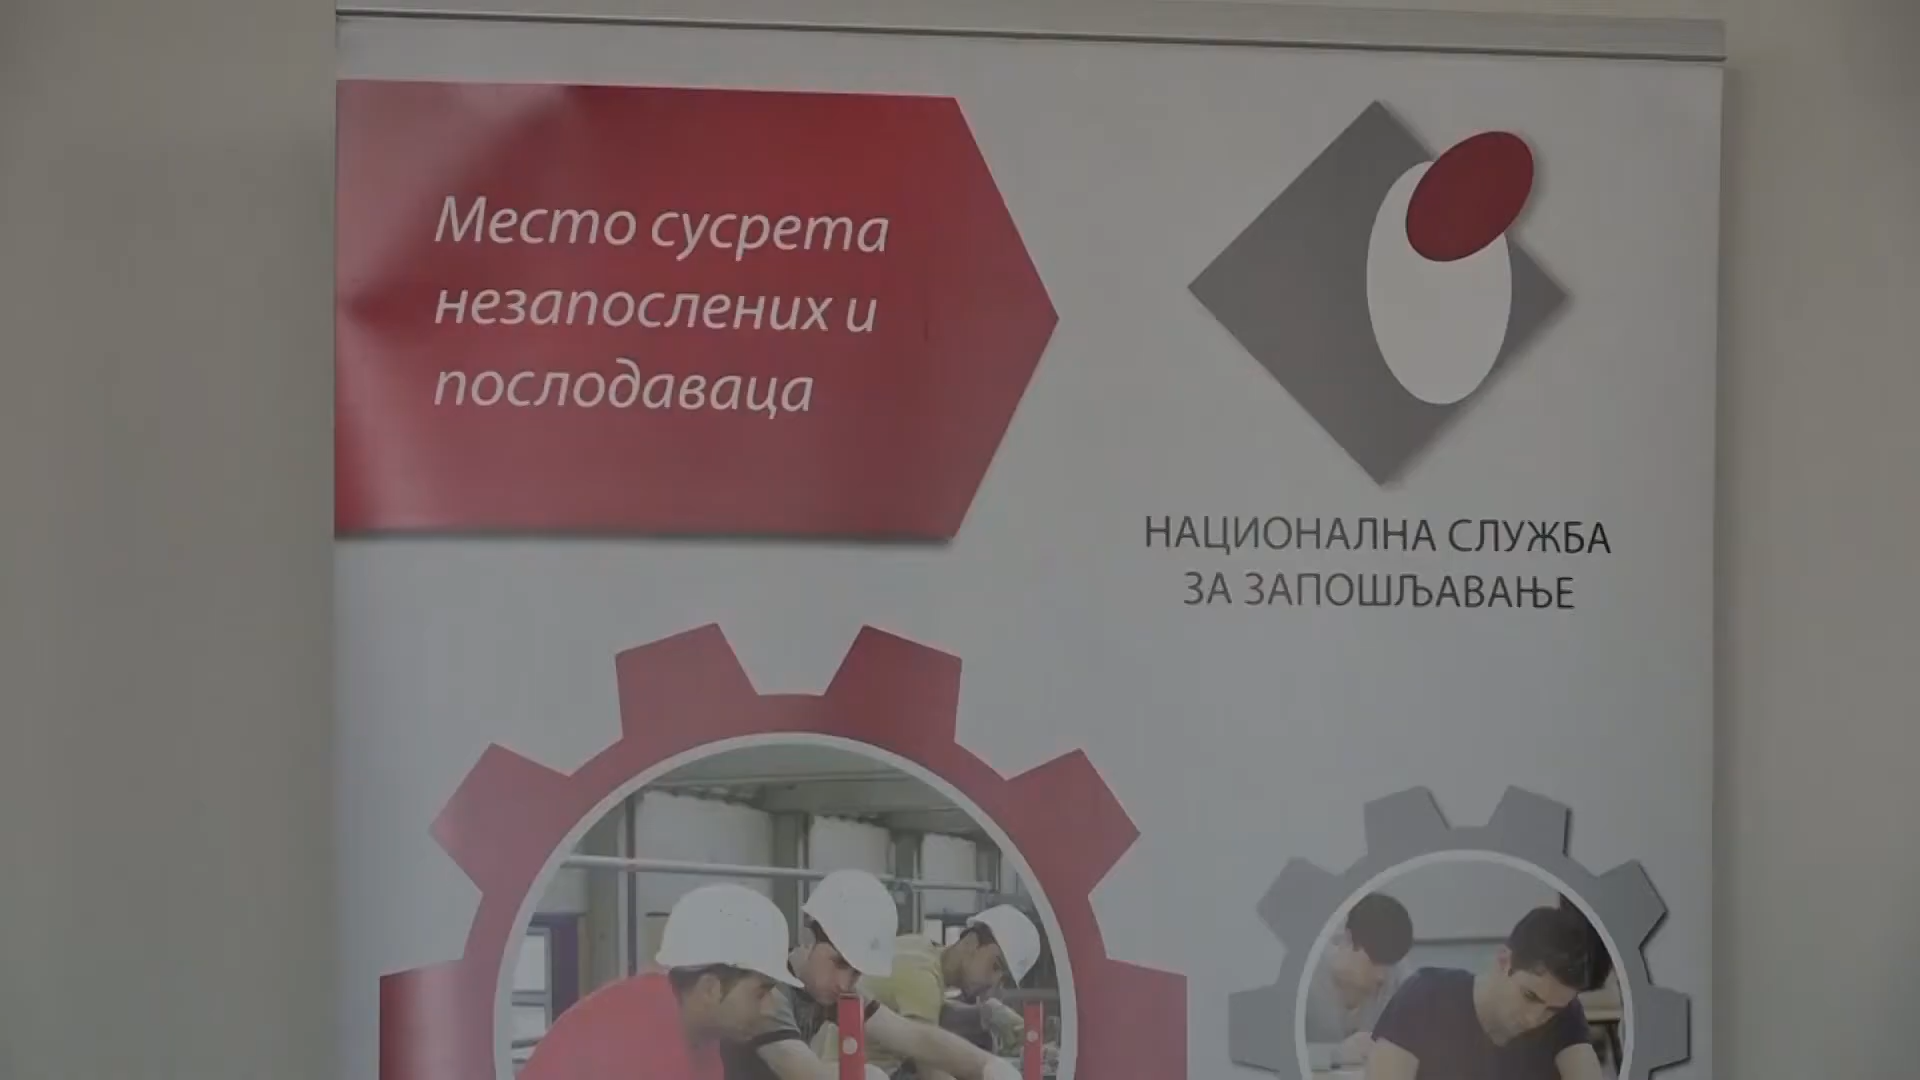 Место сусрета
незапослених и
послодаваца
НАЦИОНАЛНА СЛУЖБА
ЗА ЗАПОШЉАВАЊЕ